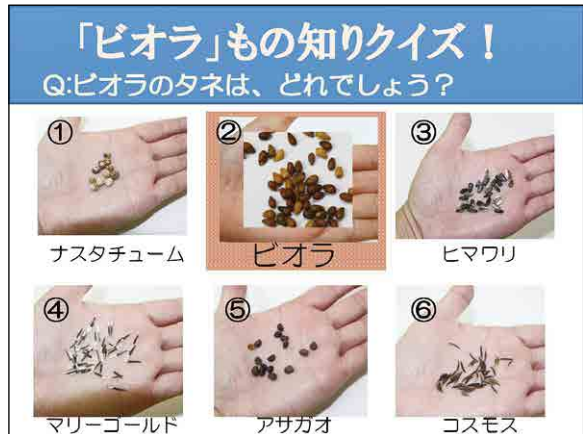 「ビオラ」もの知りクイズ！
Q:ビオラのタネは、どれでしょう？
①
ナスタチューム
②
ビオラ
③
ヒマワリ
④
マリーゴールド
⑤
アサガオ
⑥
コスモス